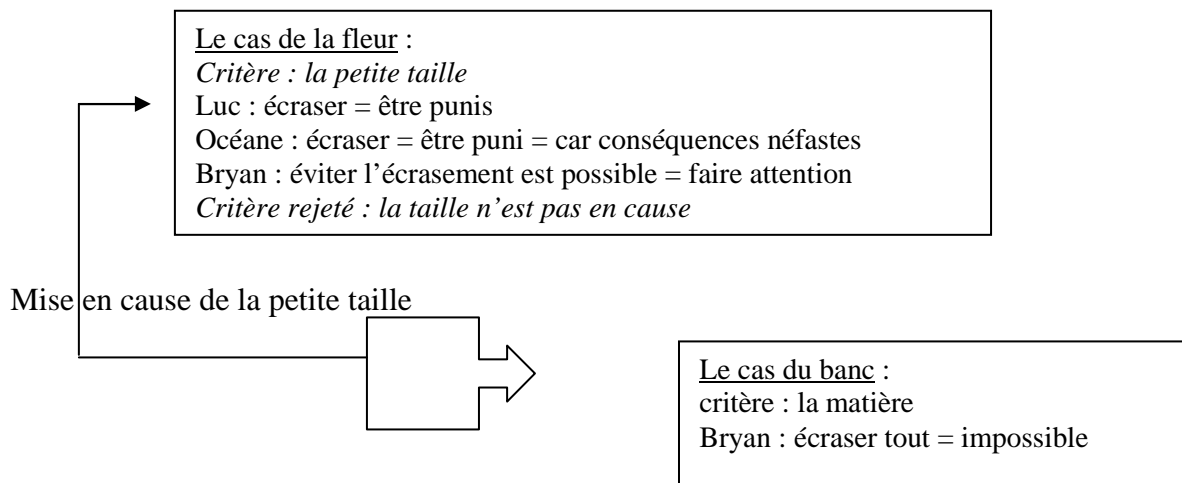 Le cas de la fleur :
Critère : la petite taille
Luc : écraser = être punis
Océane : écraser = être puni = car conséquences néfastes
Bryan : éviter l'écrasement est possible = faire attention
Critère rejeté : la taille n'est pas en cause
Mise en cause de la petite taille
Le cas du banc :
critère : la matière
Bryan : écraser tout = impossible